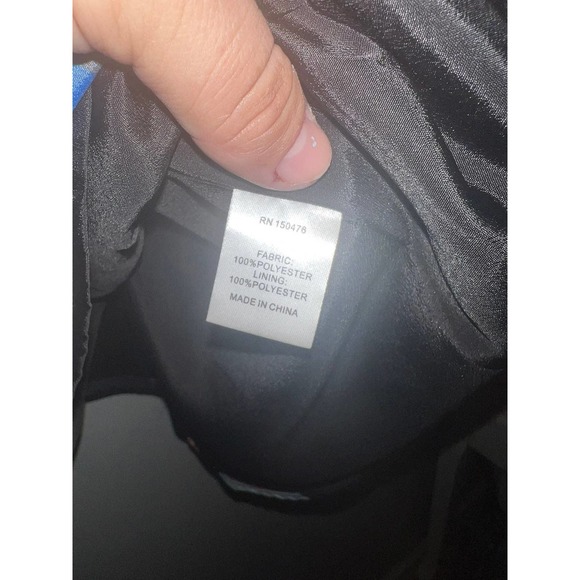 RN 150476
FABRIC:
100%POLYESTER
LINING:
100%POLYESTER
MADE IN CHINA